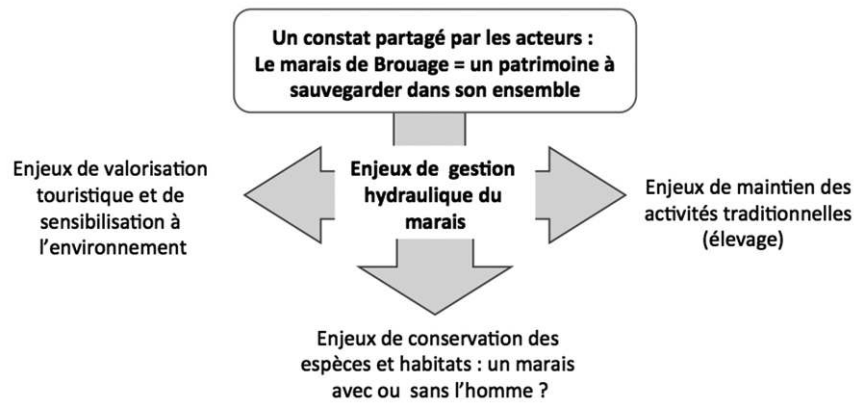 Un constat partagé par les acteurs :
Le marais de Brouage = un patrimoine à
sauvegarder dans son ensemble
Enjeux de valorisation
touristique et de
sensibilisation à
l'environnement
Enjeux de gestion
hydraulique du
marais
Enjeux de maintien des
activités traditionnelles
(élevage)
Enjeux de conservation des
espèces et habitats : un marais
avec ou sans l'homme ?